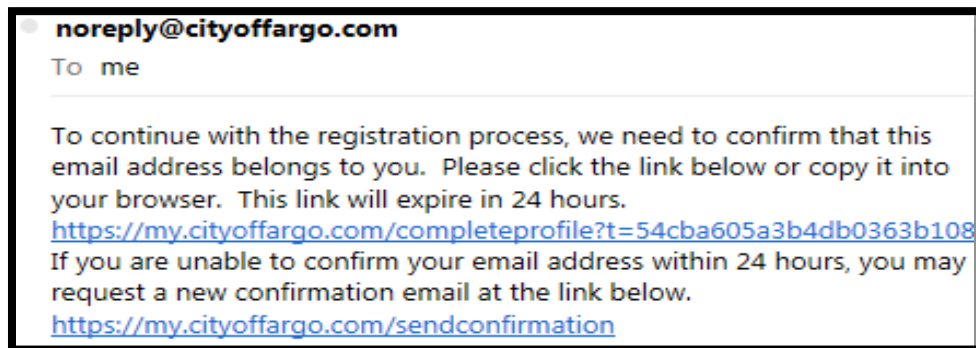 noreply@cityoffargo.com
To me
To continue with the registration process, we need to confirm that this
email address belongs to you.  Please click the link below or copy it into
your browser.  This link will expire in 24 hours.
https://my.cityoffargo.com/completeprofile?t=54cba605a3b4db0363b108
If you are unable to confirm your email address within 24 hours, you may
request a new confirmation email at the link below.
https://my.cityoffargo.com/sendconfirmation